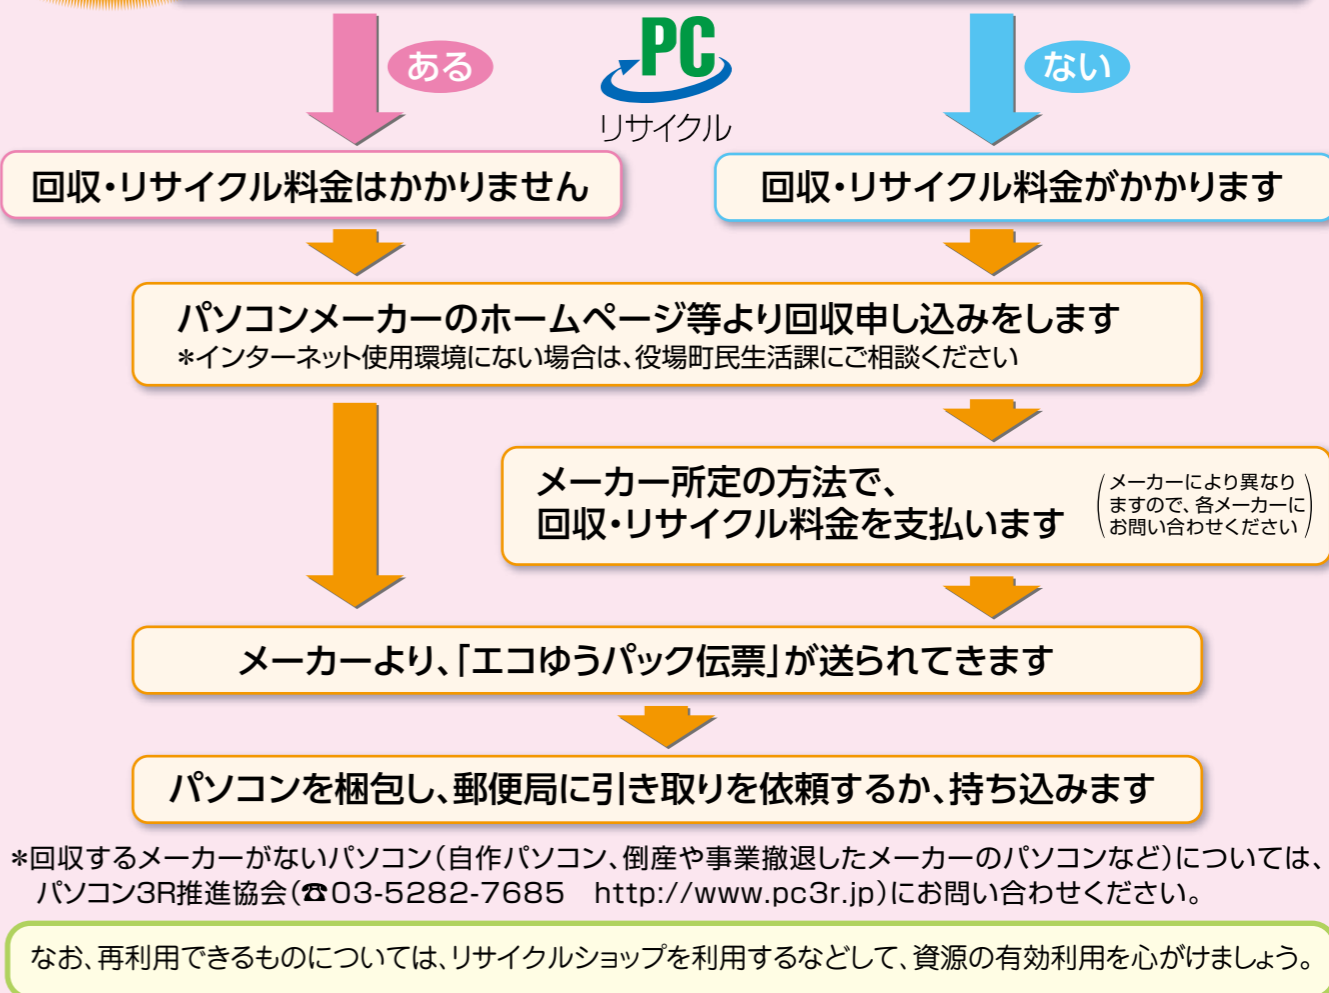 ある
PC
リサイクル
ない
回収・リサイクル料金はかかりません
回収・リサイクル料金がかかります
パソコンメーカーのホームページ等より回収申し込みをします
*インターネット使用環境にない場合は、役場町民生活課にご相談ください
メーカー所定の方法で、
回収・リサイクル料金を支払います
(メーカーにより異なり
ますので、各メーカーに
お問い合わせください)
メーカーより、「エコゆうパック伝票」が送られてきます
パソコンを梱包し、郵便局に引き取りを依頼するか、持ち込みます
*回収するメーカーがないパソコン(自作パソコン、倒産や事業撤退したメーカーのパソコンなど)については、
パソコン3R推進協会(☎03-5282-7685 http://www.pc3r.jp)にお問い合わせください。
なお、再利用できるものについては、リサイクルショップを利用するなどして、資源の有効利用を心がけましょう。